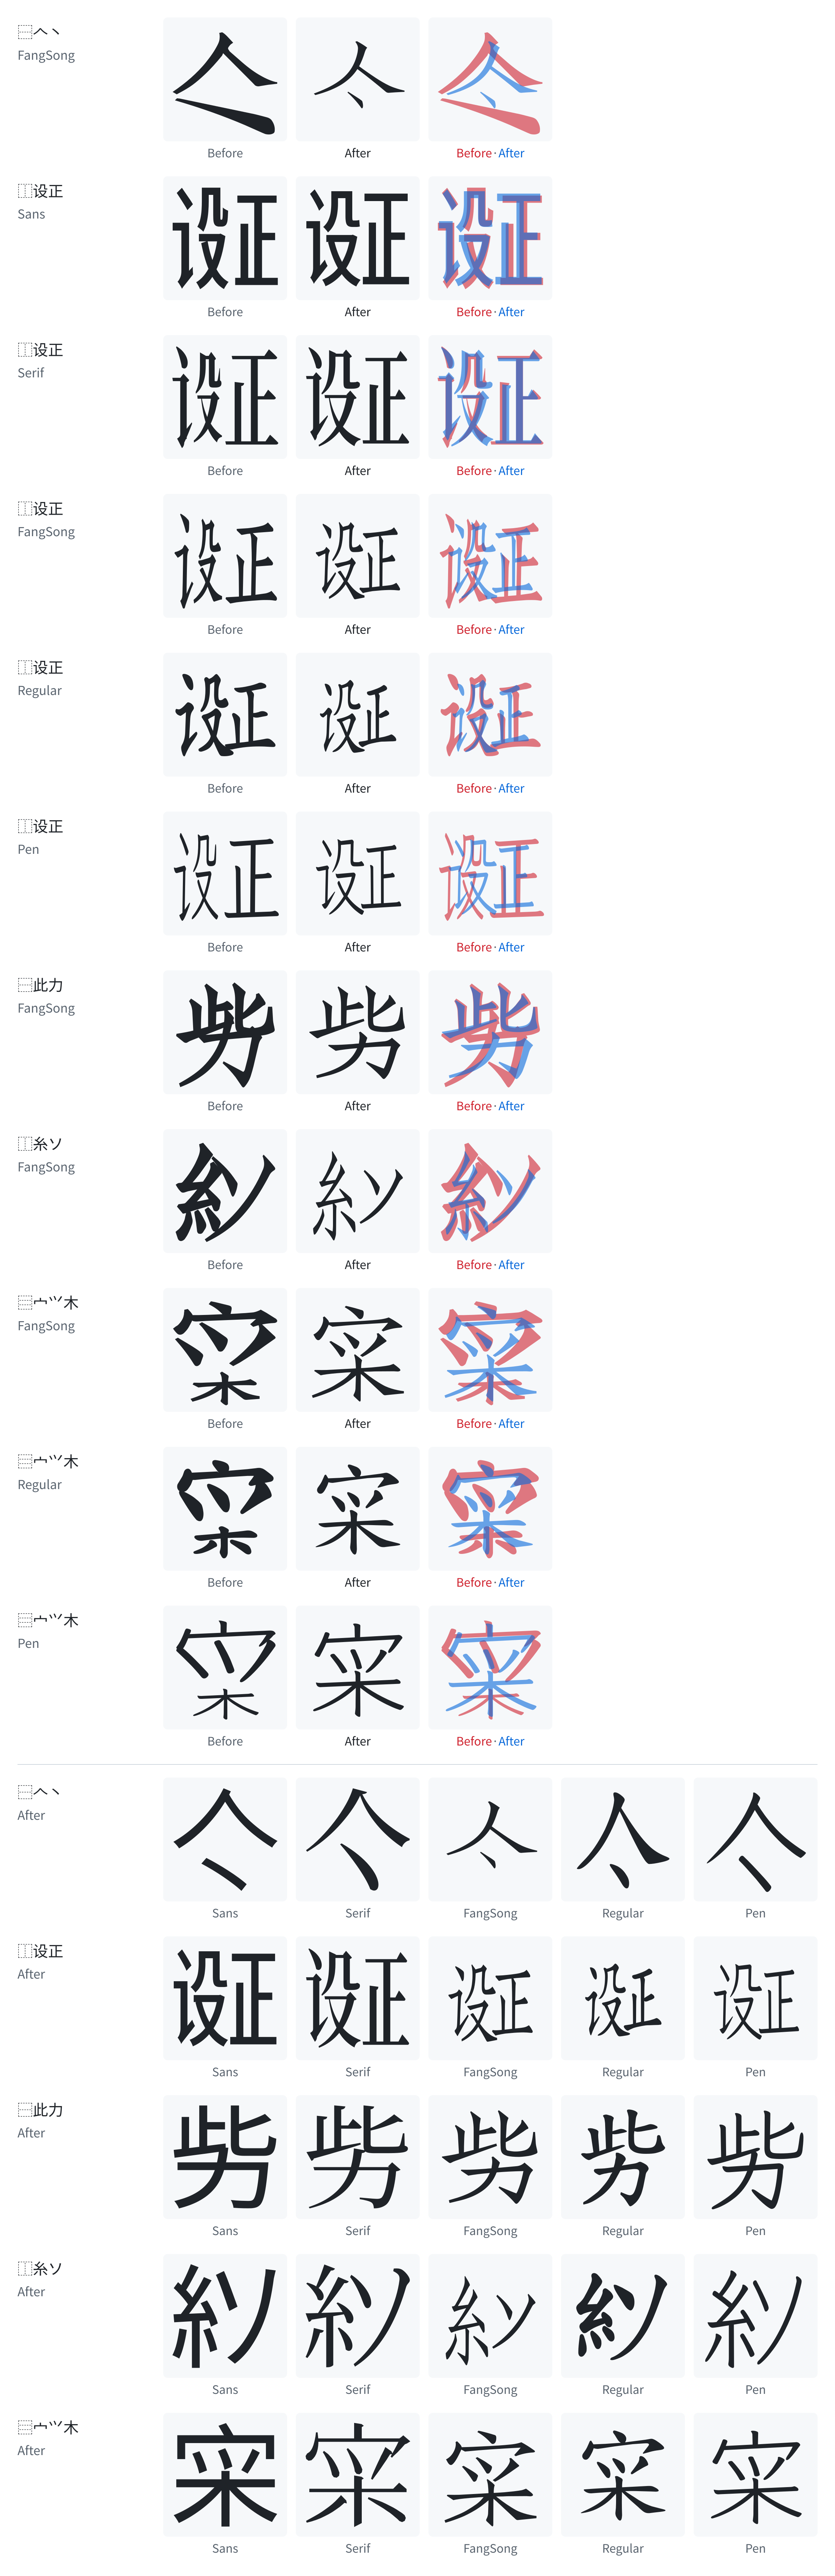 ⿱𠆢丶
FangSong
Before
After
Before · After
⿰设正
Sans
Before
After
Before · After
⿰设正
Serif
Before
After
Before · After
⿰设正
FangSong
Before
After
Before · After
⿰设正
Regular
Before
After
Before · After
⿰设正
Pen
Before
After
Before · After
⿱此力
FangSong
Before
After
Before · After
⿰糸ソ
FangSong
Before
After
Before · After
⿳宀⺍木
FangSong
Before
After
Before · After
⿳宀⺍木
Regular
Before
After
Before · After
⿳宀⺍木
Pen
Before
After
Before · After
⿱𠆢丶
After
Sans
Serif
FangSong
Regular
Pen
⿰设正
After
Sans
Serif
FangSong
Regular
Pen
⿱此力
After
Sans
Serif
FangSong
Regular
Pen
⿰糸ソ
After
Sans
Serif
FangSong
Regular
Pen
⿳宀⺍木
After
Sans
Serif
FangSong
Regular
Pen